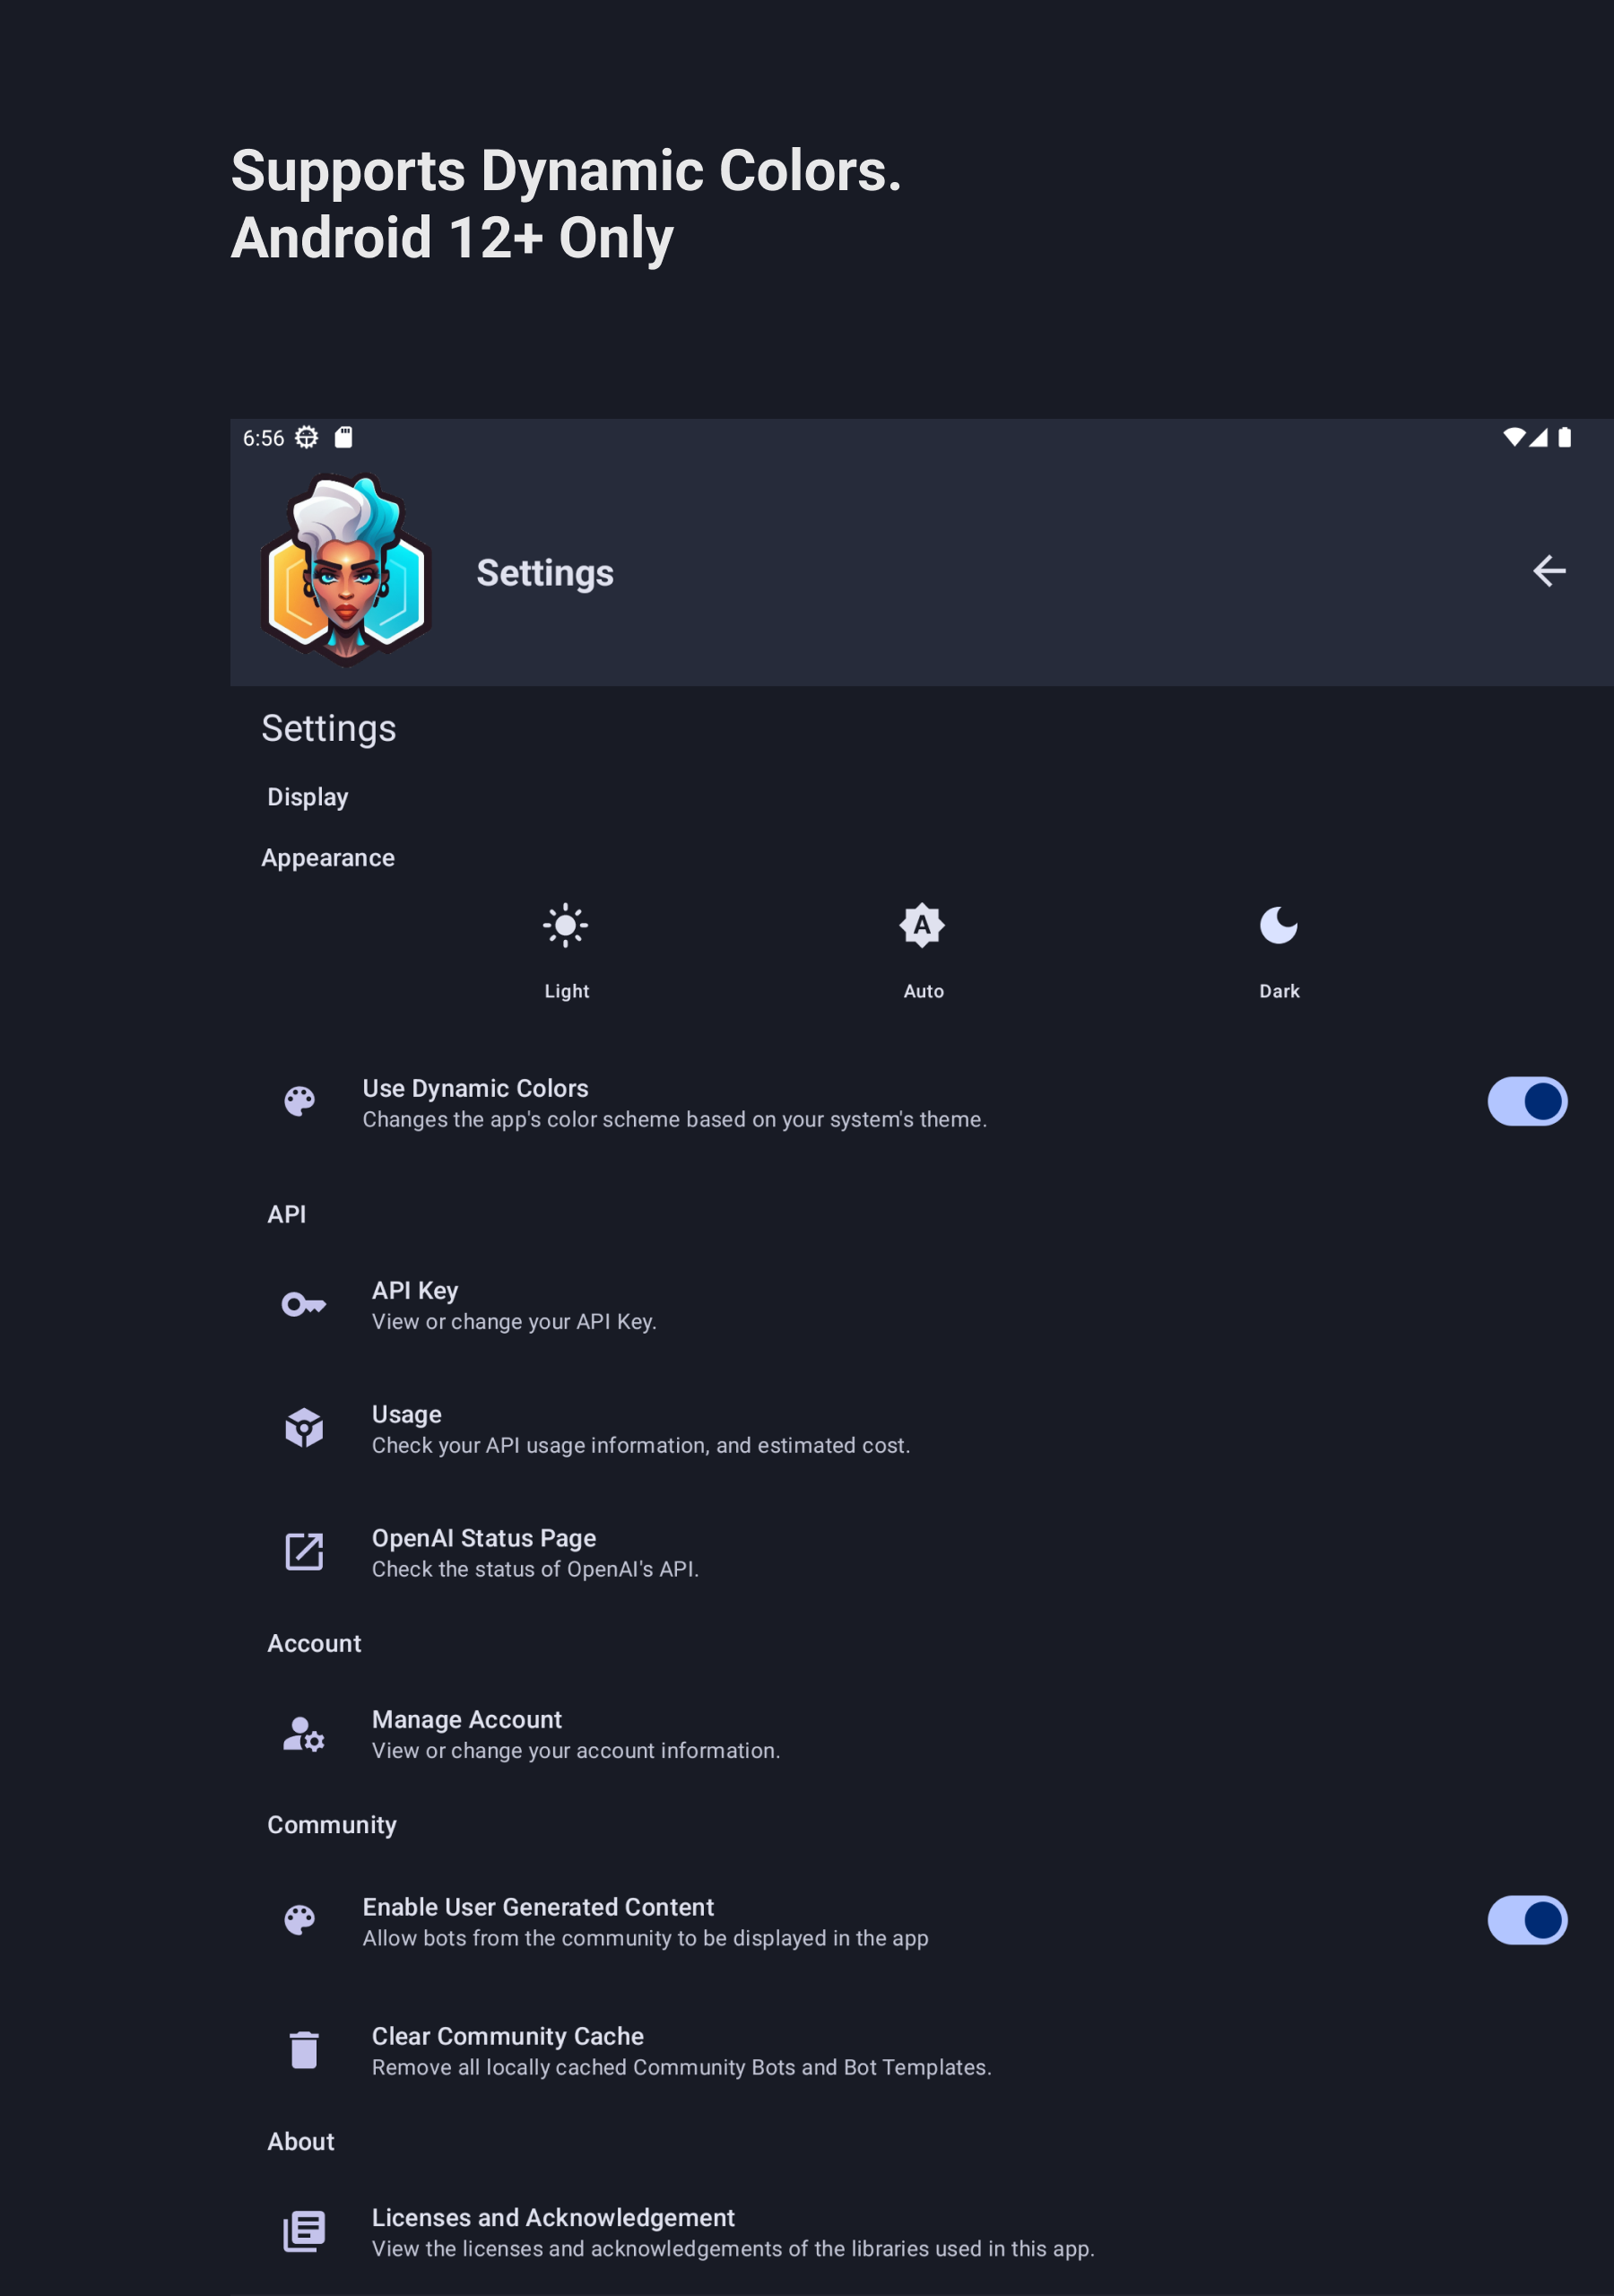 Supports Dynamic Colors.
Android 12+ Only
6:56
Settings
Settings
Display
Appearance
A
Light
Auto
Dark
Use Dynamic Colors
Changes the app's color scheme based on your system's theme.
API
API Key
View or change your API Key.
Usage
Check your API usage information, and estimated cost.
OpenAI Status Page
Check the status of OpenAI's API.
Account
Manage Account
View or change your account information.
Community
Enable User Generated Content
Allow bots from the community to be displayed in the app
Clear Community Cache
Remove all locally cached Community Bots and Bot Templates.
About
Licenses and Acknowledgement
View the licenses and acknowledgements of the libraries used in this app.